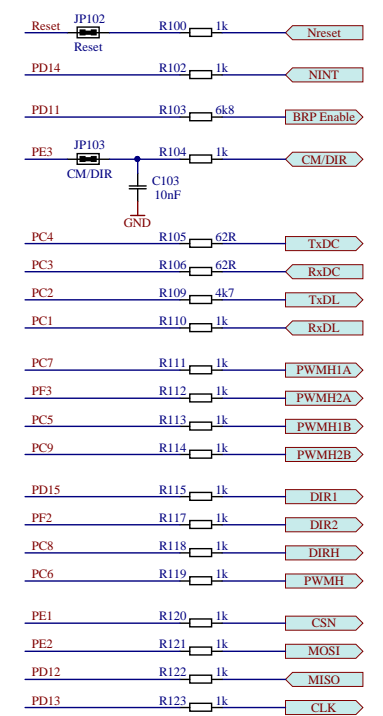 Reset JP102 R100 1k Nreset
Reset
PD14 R102 1k NINT
PD11 R103 6k8 BRP Enable
PE3 JP103 R104 1k CM/DIR
CM/DIR
C103
10nF
GND
PC4 R105 62R TxDC
PC3 R106 62R RxDC
PC2 R109 4k7 TxDL
PC1 R110 1k RxDL
PC7 R111 1k PWMH1A
PF3 R112 1k PWMH2A
PC5 R113 1k PWMH1B
PC9 R114 1k PWMH2B
PD15 R115 1k DIR1
PF2 R117 1k DIR2
PC8 R118 1k DIRH
PC6 R119 1k PWMH
PE1 R120 1k CSN
PE2 R121 1k MOSI
PD12 R122 1k MISO
PD13 R123 1k CLK